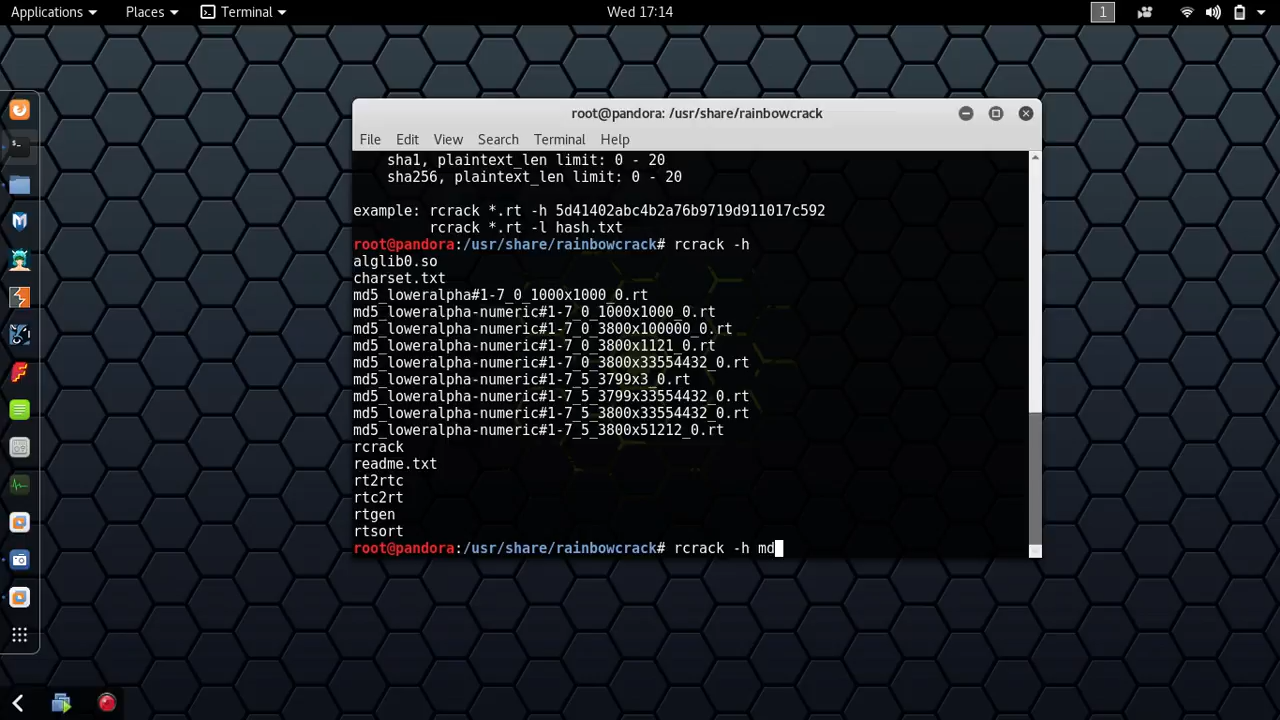 Applications Places Terminal Wed 17:14 1
root@pandora: /usr/share/rainbowcrack
File Edit View Search Terminal Help
sha1, plaintext_len limit: 0 - 20
sha256, plaintext_len limit: 0 - 20
example: rcrack *.rt -h 5d41402abc4b2a76b9719d911017c592
rcrack *.rt -l hash.txt
root@pandora:/usr/share/rainbowcrack# rcrack -h
alglib0.so
charset.txt
md5_loweralpha#1-7_0_1000x1000_0.rt
md5_loweralpha-numeric#1-7_0_1000x1000_0.rt
md5_loweralpha-numeric#1-7_0_3800x100000_0.rt
md5_loweralpha-numeric#1-7_0_3800x1121_0.rt
md5_loweralpha-numeric#1-7_0_3800x33554432_0.rt
md5_loweralpha-numeric#1-7_5_3799x3_0.rt
md5_loweralpha-numeric#1-7_5_3799x33554432_0.rt
md5_loweralpha-numeric#1-7_5_3800x33554432_0.rt
md5_loweralpha-numeric#1-7_5_3800x51212_0.rt
rcrack
readme.txt
rt2rtc
rtc2rt
rtgen
rtsort
root@pandora:/usr/share/rainbowcrack# rcrack -h md